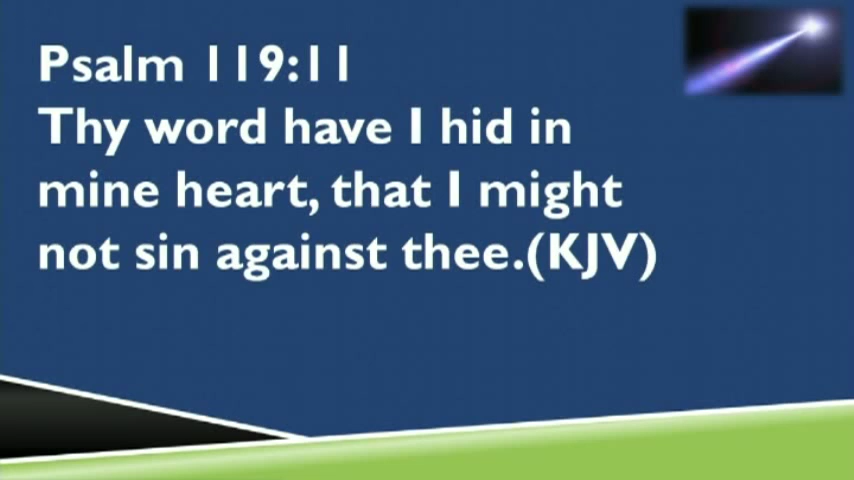 Psalm 119:11
Thy word have I hid in
mine heart, that I might
not sin against thee.(KJV)